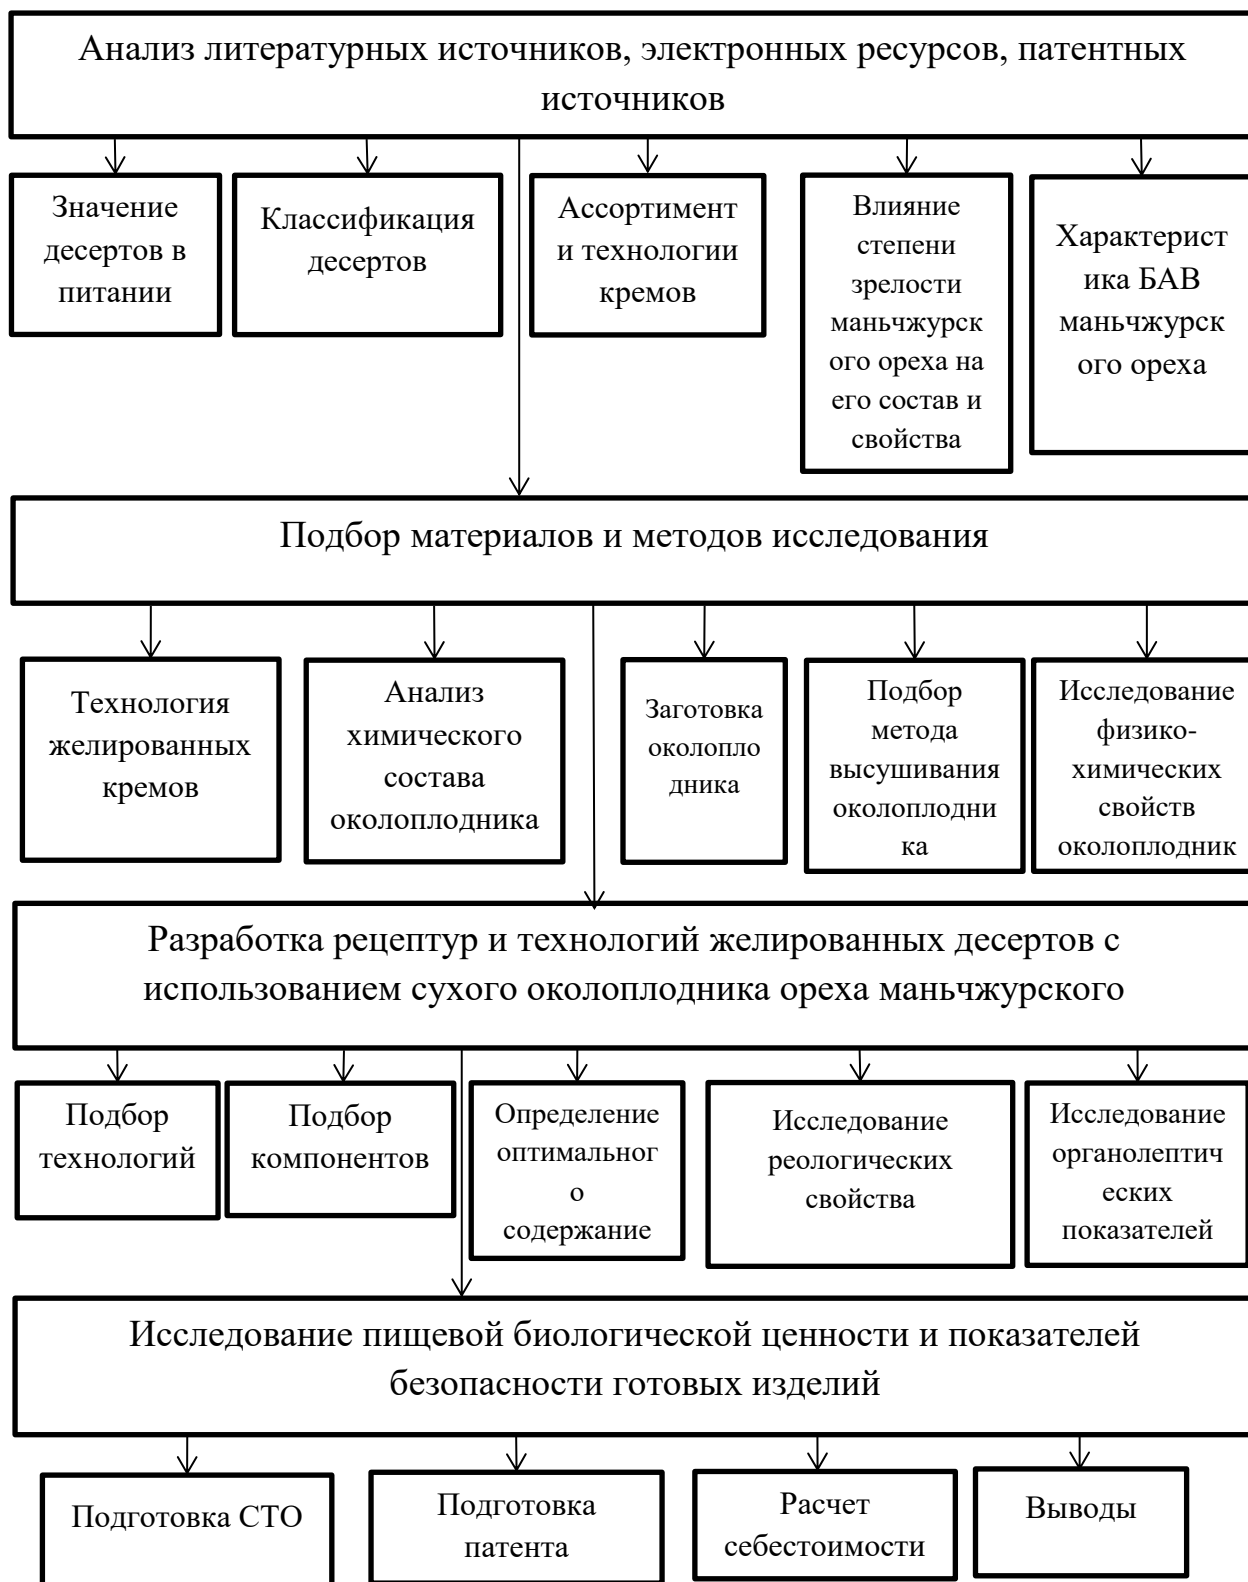 Анализ литературных источников, электронных ресурсов, патентных
источников
Значение
десертов в
питании
Классификация
десертов
Ассортимент
и технологии
кремов
Влияние
степени
зрелости
маньчжурск
ого ореха на
его состав и
свойства
Характерист
ика БАВ
маньчжурск
ого ореха
Подбор материалов и методов исследования
Технология
желированных
кремов
Анализ
химического
состава
околоплодника
Заготовка
околопло
дника
Подбор
метода
высушивания
околоплодни
ка
Исследование
физико-
химических
свойств
околоплодник
Разработка рецептур и технологий желированных десертов с
использованием сухого околоплодника ореха маньчжурского
Подбор
технологий
Подбор
компонентов
Определение
оптимальног
о
содержание
Исследование
реологических
свойства
Исследование
органолептич
еских
показателей
Исследование пищевой биологической ценности и показателей
безопасности готовых изделий
Подготовка СТО
Подготовка
патента
Расчет
себестоимости
Выводы